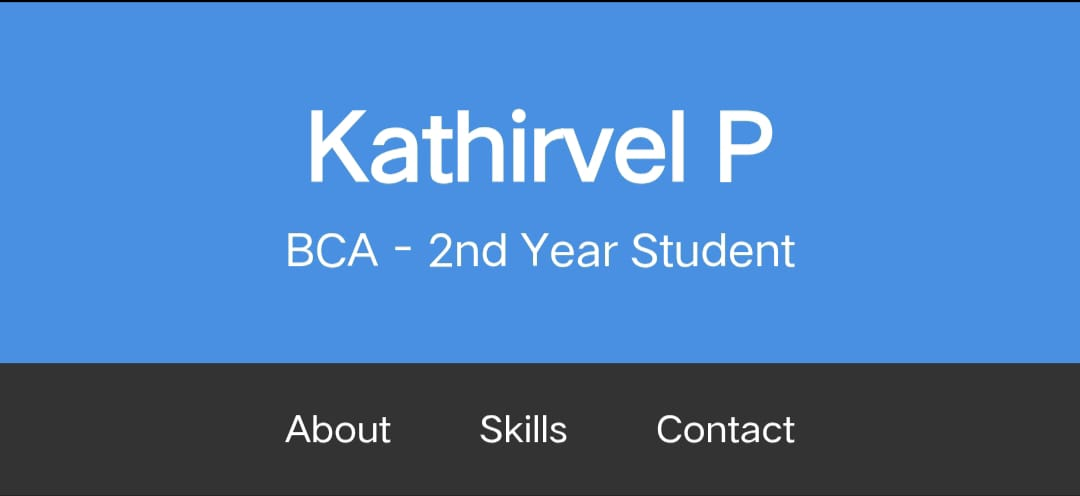 Kathirvel P
BCA - 2nd Year Student
About Skills Contact